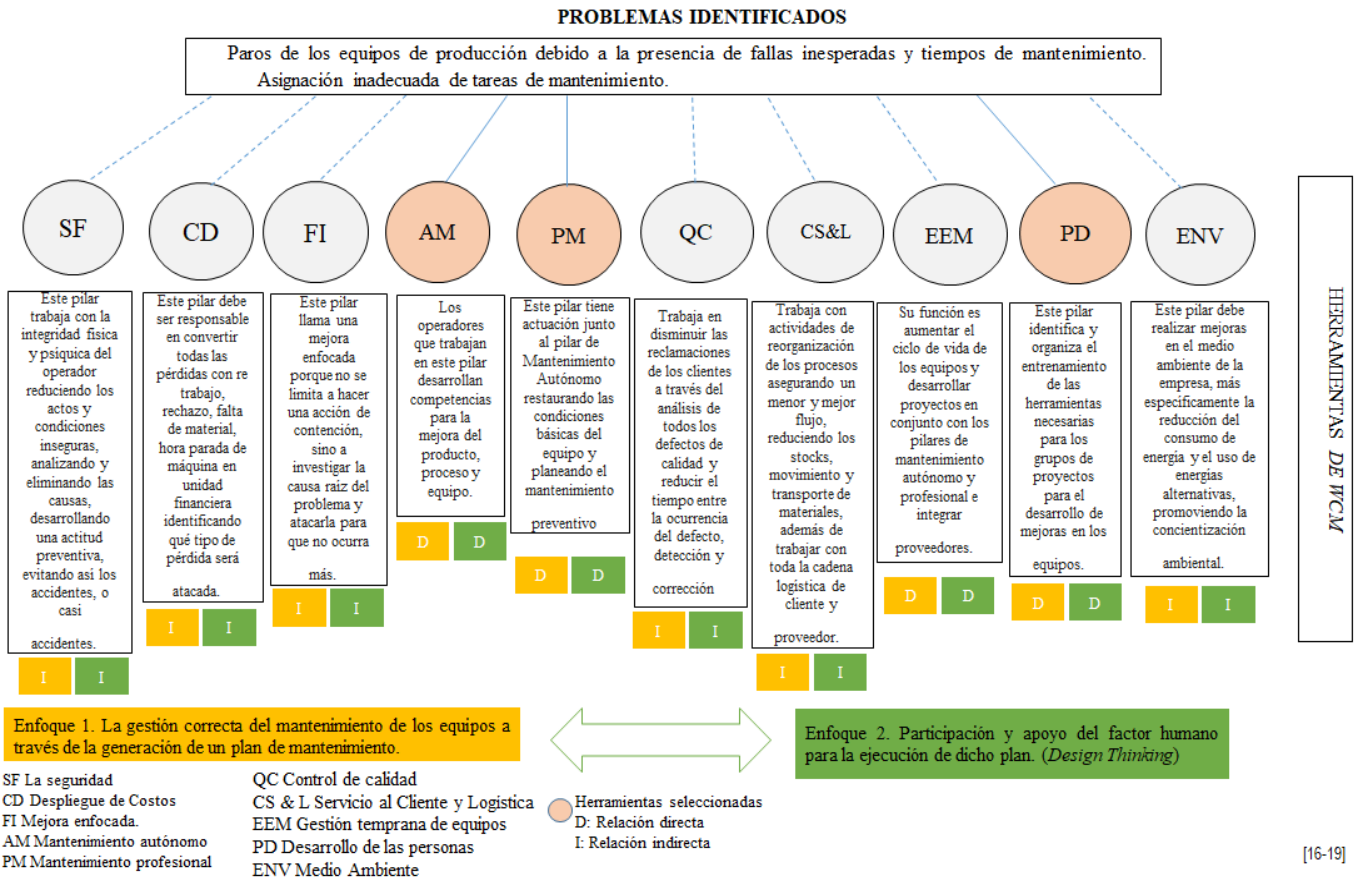 PROBLEMAS IDENTIFICADOS
Paros de los equipos de producción debido a la presencia de fallas inesperadas y tiempos de mantenimiento.
Asignación inadecuada de tareas de mantenimiento.
SF
CD
FI
AM
PM
QC
CS&L
EEM
PD
ENV
Este pilar
trabaja con la
integridad física
y psíquica del
operador
reduciendo los
actos y
condiciones
inseguras,
analizando y
eliminando las
causas,
desarrollando
una actitud
preventiva,
evitando así los
accidentes, o
casi
accidentes.
I I
Este pilar debe
ser responsable
en convertir
todas las
pérdidas con re
trabajo,
rechazo, falta
de material,
hora parada de
máquina en
unidad
financiera
identificando
qué tipo de
pérdida será
atacada.
I I
Este pilar
llama una
mejora
enfocada
porque no se
limita a hacer
una acción de
contención,
sino a
investigar la
causa raíz del
problema y
atacarla para
que no ocurra
más.
I I
Los
operadores
que trabajan
en este pilar
desarrollan
competencias
para la
mejora del
producto,
proceso y
equipo.
D D
Este pilar tiene
actuación junto
al pilar de
Mantenimiento
Autónomo
restaurando las
condiciones
básicas del
equipo y
planeando el
mantenimiento
preventivo
D D
Trabaja en
disminuir las
reclamaciones
de los clientes
a través del
análisis de
todos los
defectos de
calidad y
reducir el
tiempo entre
la ocurrencia
del defecto,
detección y
corrección
I I
Trabaja con
actividades de
reorganización
de los procesos
asegurando un
menor y mejor
flujo,
reduciendo los
stocks,
movimiento y
transporte de
materiales,
además de
trabajar con
toda la cadena
logística de
cliente y
proveedor.
I I
Su función es
aumentar el
ciclo de vida de
los equipos y
desarrollar
proyectos en
conjunto con los
pilares de
mantenimiento
autónomo y
profesional e
integrar
proveedores.
D D
Este pilar
identifica y
organiza el
entrenamiento
de las
herramientas
necesarias
para los
grupos de
proyectos
para el
desarrollo de
mejoras en los
equipos.
D D
Este pilar debe
realizar mejoras
en el medio
ambiente de la
empresa, más
específicamente la
reducción del
consumo de
energía y el uso de
energías
alternativas,
promoviendo la
concientización
ambiental.
I I
HERRAMIENTAS DE WCM
Enfoque 1. La gestión correcta del mantenimiento de los equipos a
través de la generación de un plan de mantenimiento.
Enfoque 2. Participación y apoyo del factor humano
para la ejecución de dicho plan. (Design Thinking)
SF La seguridad
CD Despliegue de Costos
FI Mejora enfocada.
AM Mantenimiento autónomo
PM Mantenimiento profesional
QC Control de calidad
CS & L Servicio al Cliente y Logística
EEM Gestión temprana de equipos
PD Desarrollo de las personas
ENV Medio Ambiente
Herramientas seleccionadas
D: Relación directa
I: Relación indirecta
[16-19]